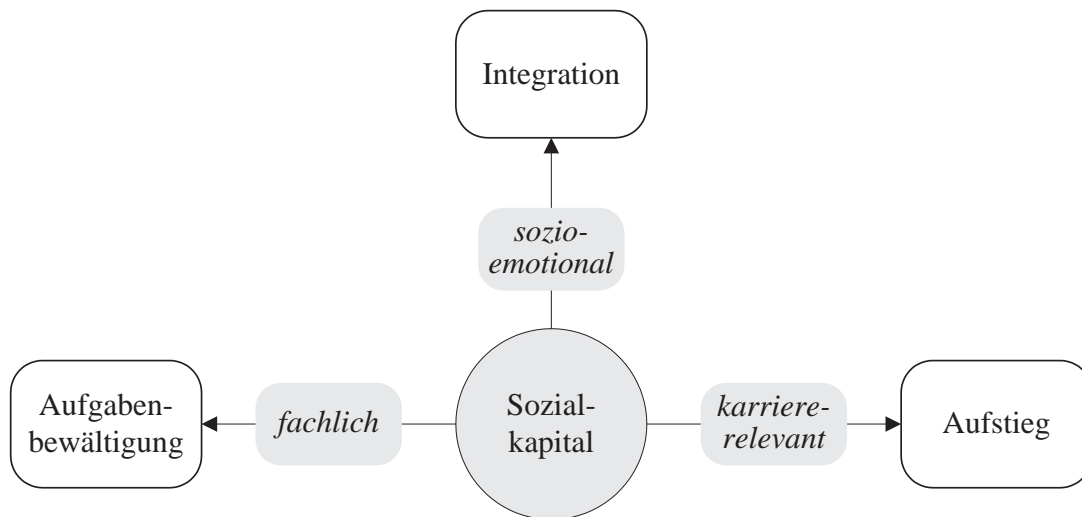 Integration
sozio-
emotional
Aufgaben-
bewältigung
fachlich
Sozial-
kapital
karriere-
relevant
Aufstieg